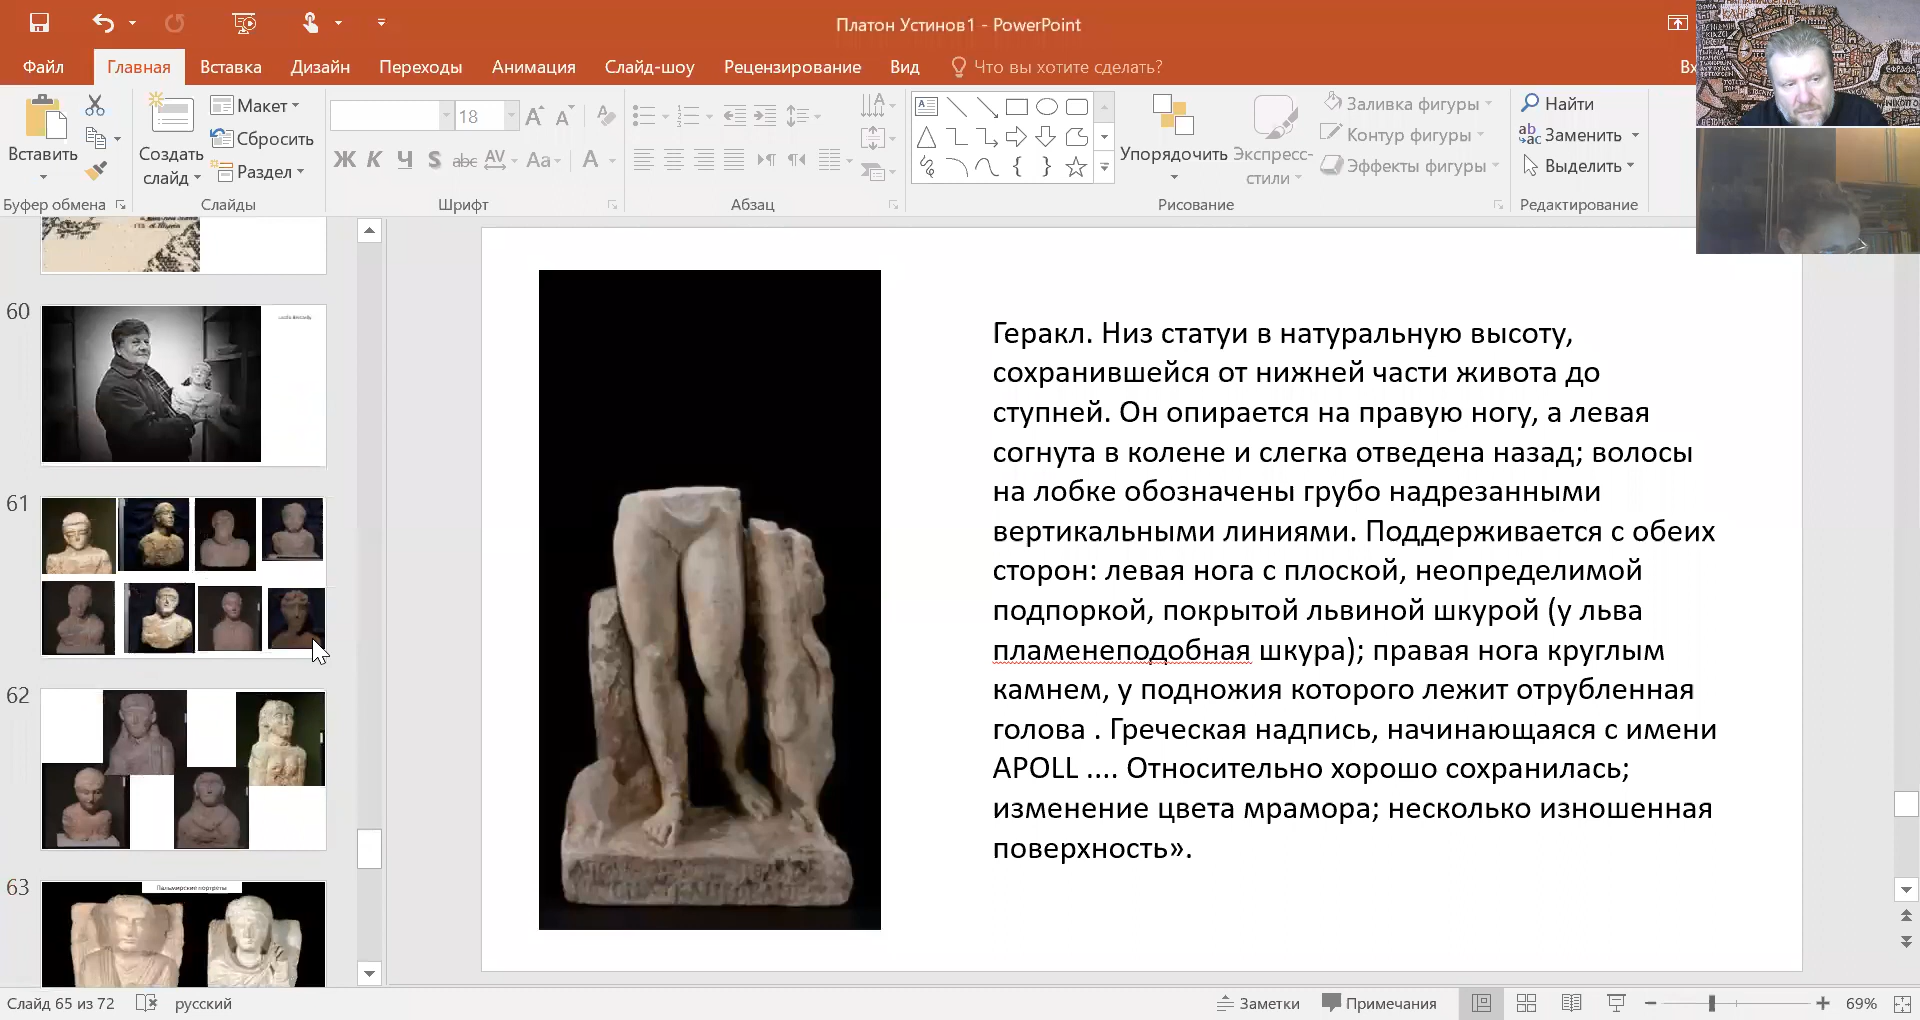 Платон Устинов1 - PowerPoint
Файл
Главная
Вставка
Дизайн
Переходы
Анимация
Слайд-шоу
Рецензирование
Вид
Что вы хотите сделать?
Вставить
Создать слайд
Макет
Сбросить
Раздел
18
Ж К Ч S abc AV Aa A
Упорядочить
Экспресс-стили
Заливка фигуры
Контур фигуры
Эффекты фигуры
Найти
Заменить
Выделить
Буфер обмена
Слайды
Шрифт
Абзац
Рисование
Редактирование
60
61
62
63
Пальмирские портреты
Геракл. Низ статуи в натуральную высоту,
сохранившейся от нижней части живота до
ступней. Он опирается на правую ногу, а левая
согнута в колене и слегка отведена назад; волосы
на лобке обозначены грубо надрезанными
вертикальными линиями. Поддерживается с обеих
сторон: левая нога с плоской, неопределимой
подпоркой, покрытой львиной шкурой (у льва
пламенеподобная шкура); правая нога круглым
камнем, у подножия которого лежит отрубленная
голова . Греческая надпись, начинающаяся с имени
APOLL .... Относительно хорошо сохранилась;
изменение цвета мрамора; несколько изношенная
поверхность».
Слайд 65 из 72
русский
Заметки
Примечания
69%